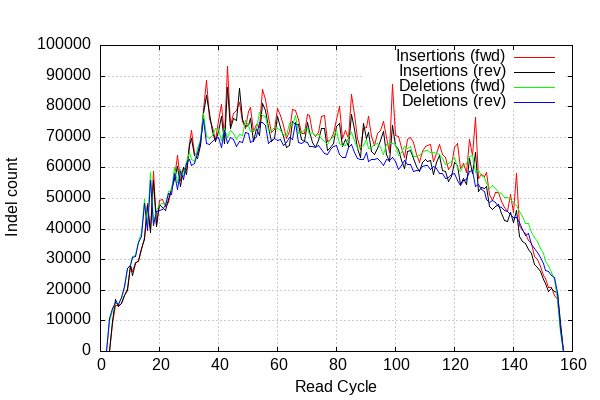 100000
90000
80000
70000
60000
50000
40000
30000
20000
10000
0
Indel count
Insertions (fwd)
Insertions (rev)
Deletions (fwd)
Deletions (rev)
0 20 40 60 80 100 120 140 160
Read Cycle